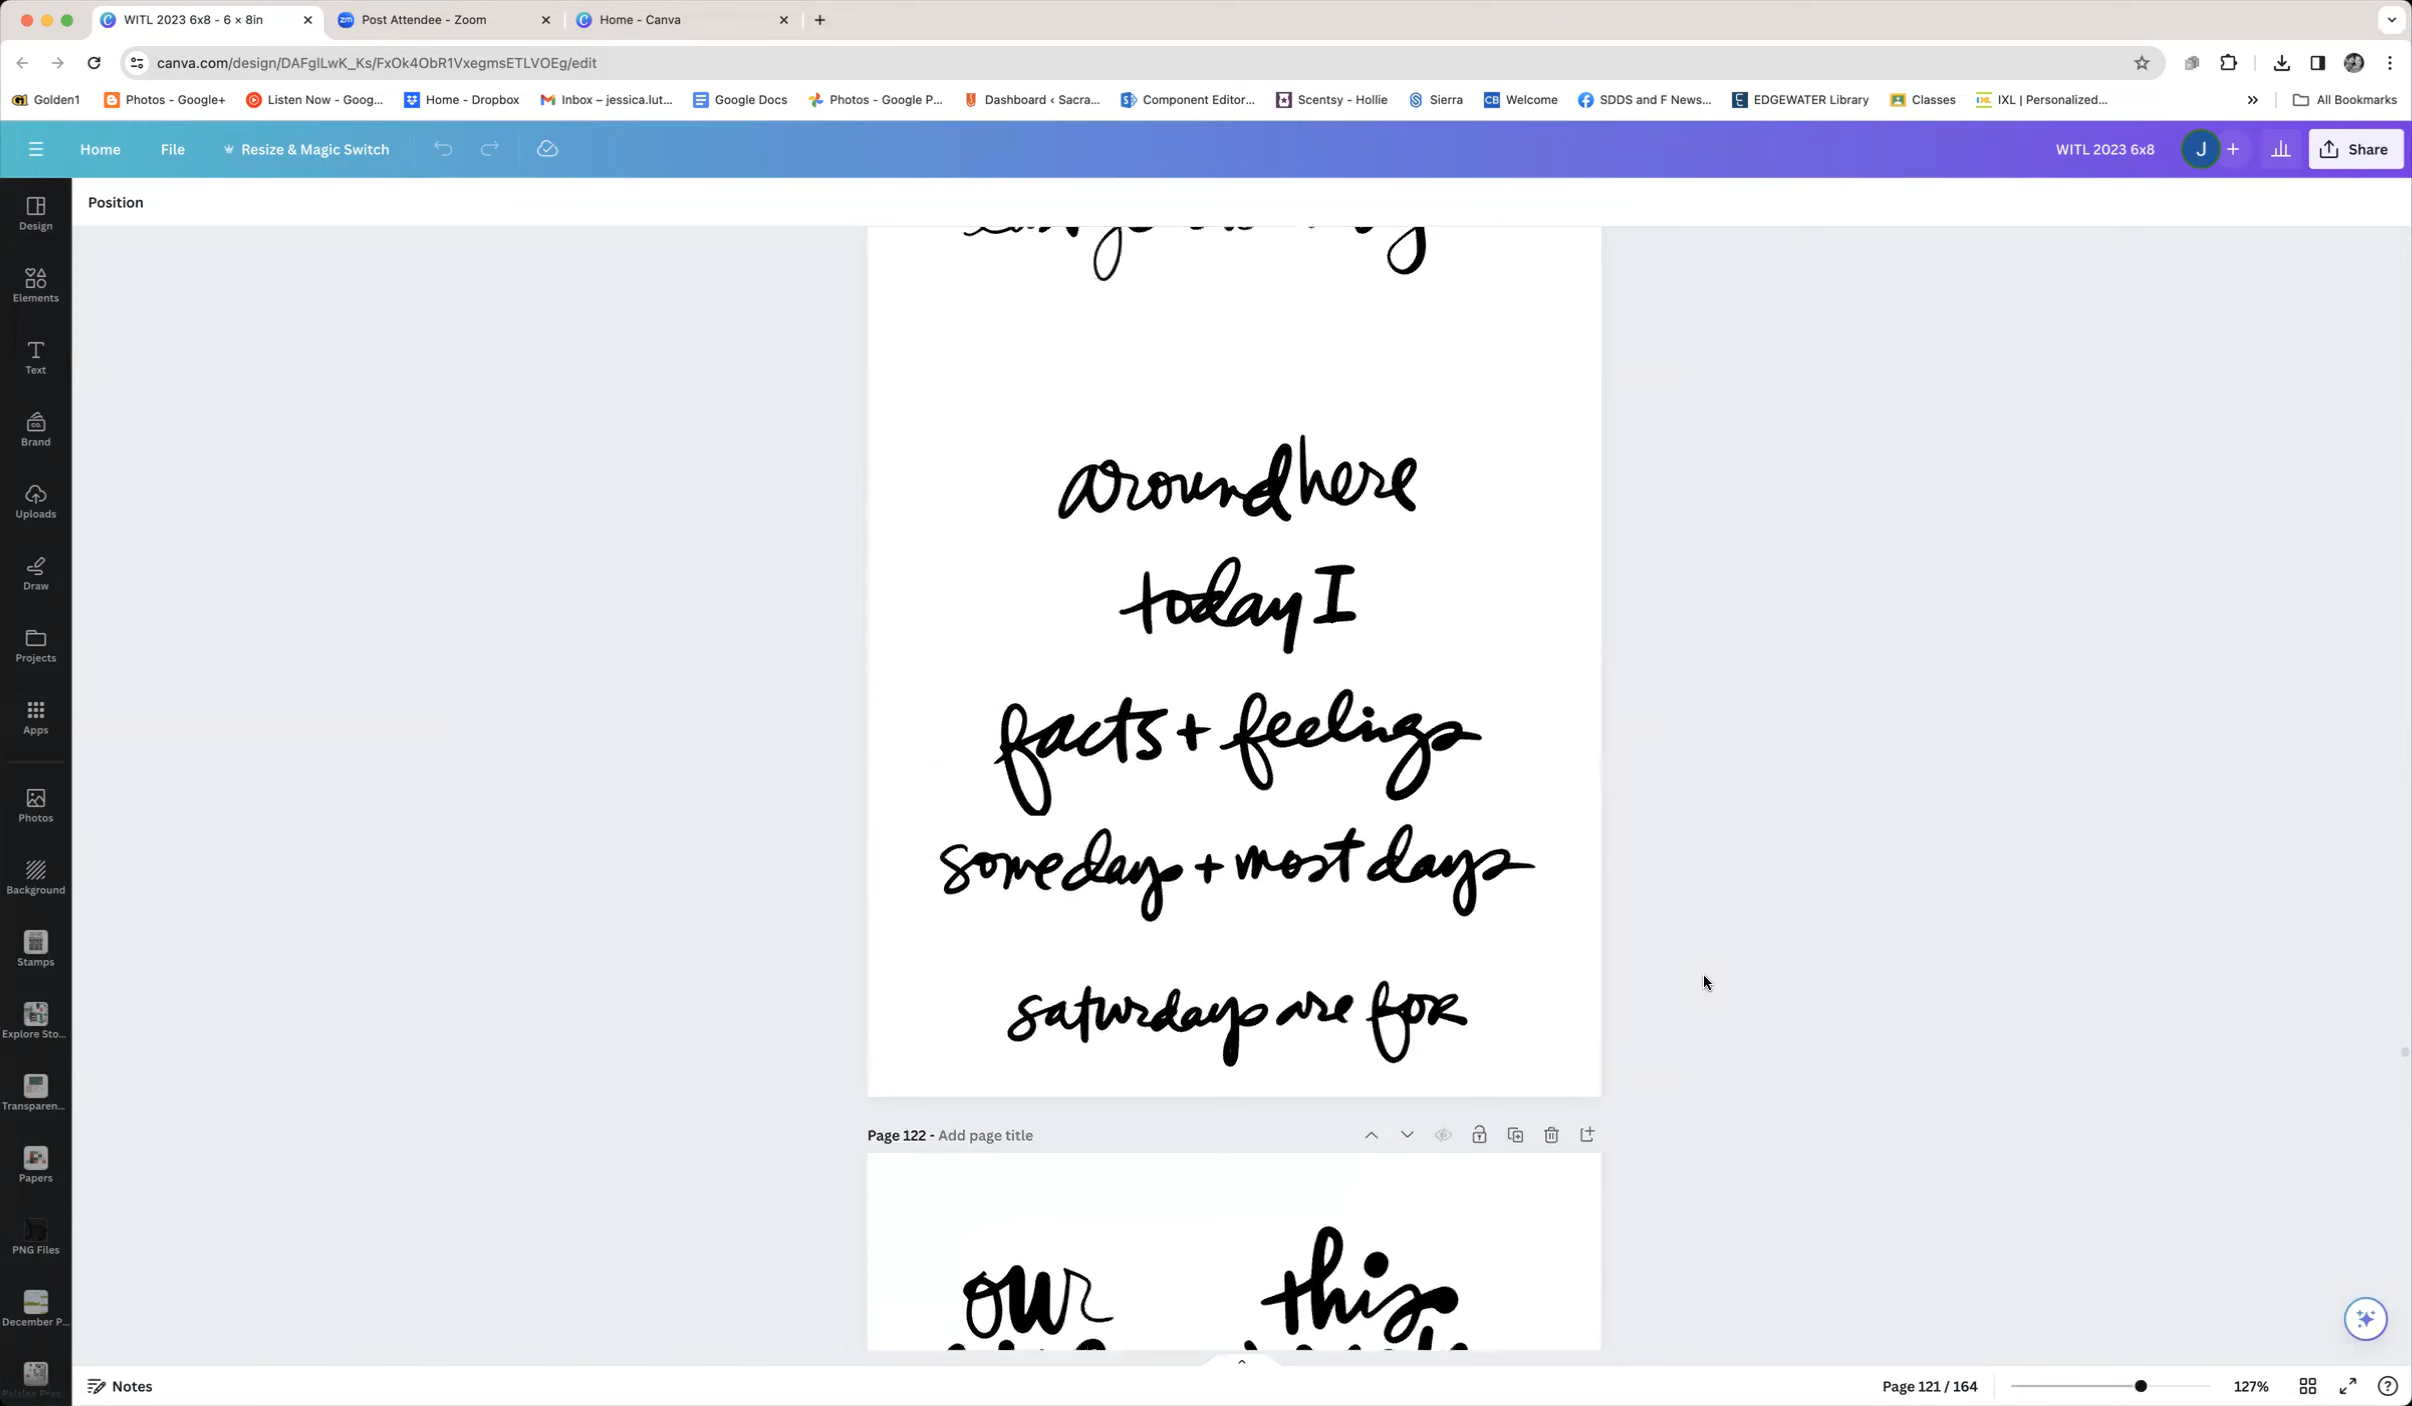 WITL 2023 6x8 - 6 × 8in
Post Attendee - Zoom
Home - Canva
canva.com/design/DAFglLwK_Ks/FxOk4ObR1VxegmsETLVOEg/edit
Golden1
Photos - Google+
Listen Now - Goog...
Home - Dropbox
Inbox – jessica.lut...
Google Docs
Photos - Google P...
Dashboard ‹ Sacra...
Component Editor...
Scentsy - Hollie
Sierra
CB Welcome
SDDS and F News...
EDGEWATER Library
Classes
IXL | Personalized...
All Bookmarks
Home
File
Resize & Magic Switch
WITL 2023 6x8
J
Share
Position
Design
Elements
Text
Brand
Uploads
Draw
Projects
Apps
Photos
Background
Stamps
Explore Sto...
Transparen...
Papers
PNG Files
December P...
around here
today I
facts + feelings
some days + most days
saturdays are for
Page 122 - Add page title
our
this
Notes
Page 121 / 164
127%